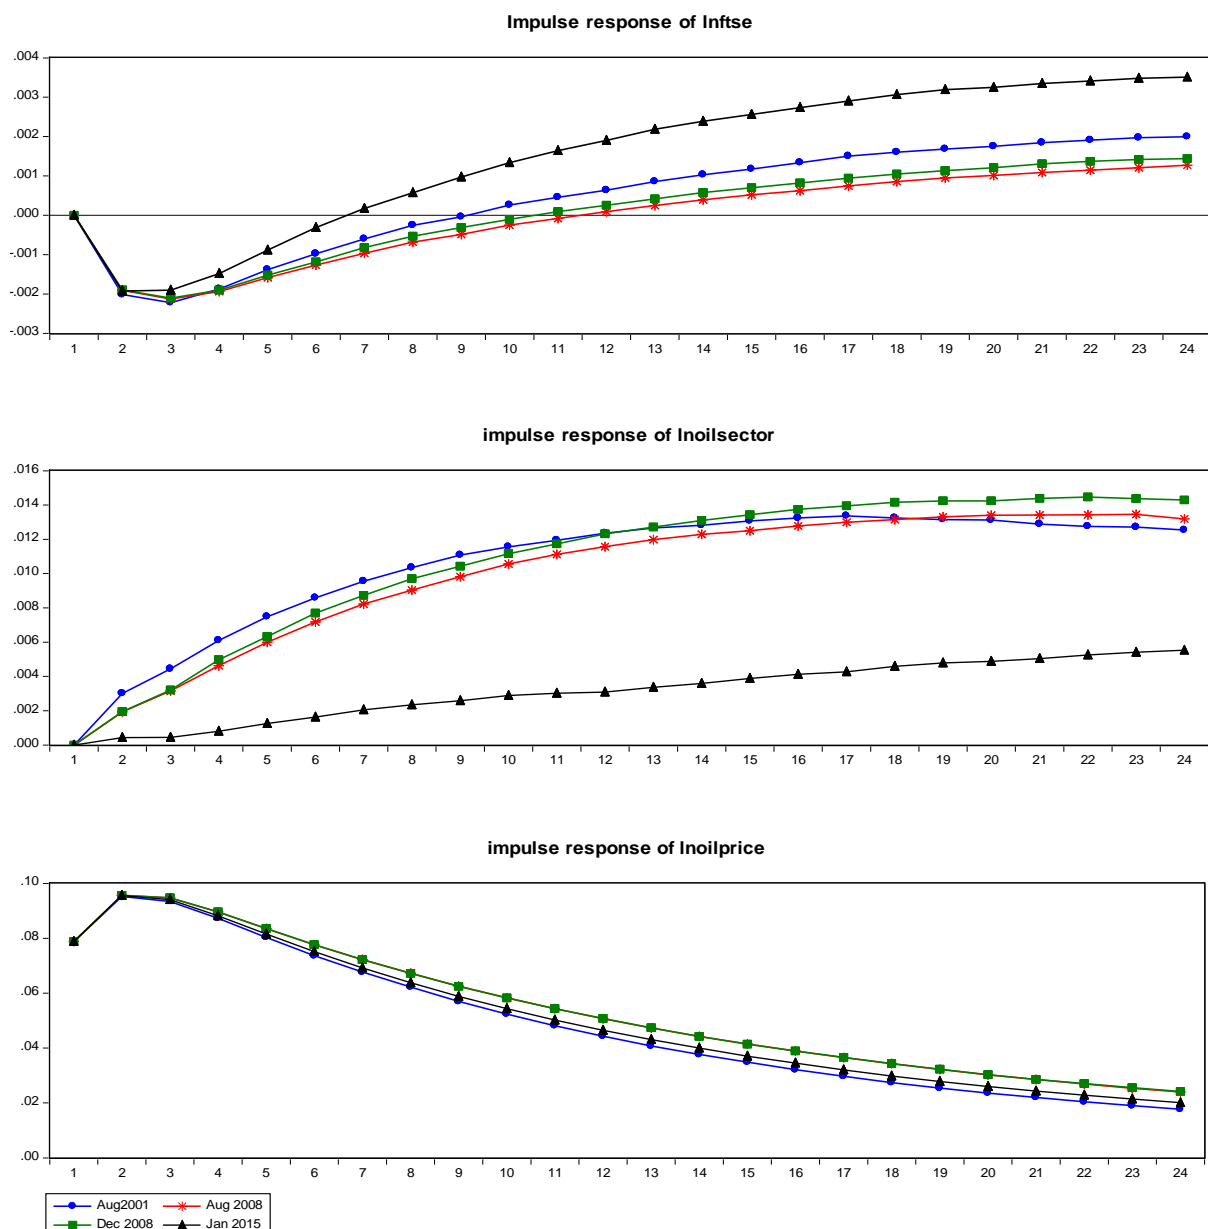 Impulse response of lnftse
.004
.003
.002
.001
.000
-.001
-.002
-.003
1 2 3 4 5 6 7 8 9 10 11 12 13 14 15 16 17 18 19 20 21 22 23 24
impulse response of lnoilsector
.016
.014
.012
.010
.008
.006
.004
.002
.000
1 2 3 4 5 6 7 8 9 10 11 12 13 14 15 16 17 18 19 20 21 22 23 24
impulse response of lnoilprice
.10
.08
.06
.04
.02
.00
1 2 3 4 5 6 7 8 9 10 11 12 13 14 15 16 17 18 19 20 21 22 23 24
Aug2001 Aug 2008
Dec 2008 Jan 2015